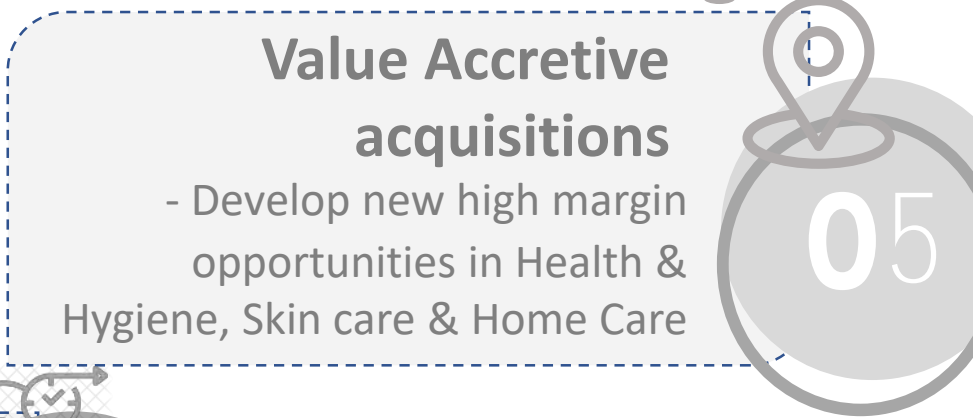 Value Accretive
acquisitions
- Develop new high margin
opportunities in Health &
Hygiene, Skin care & Home Care
05